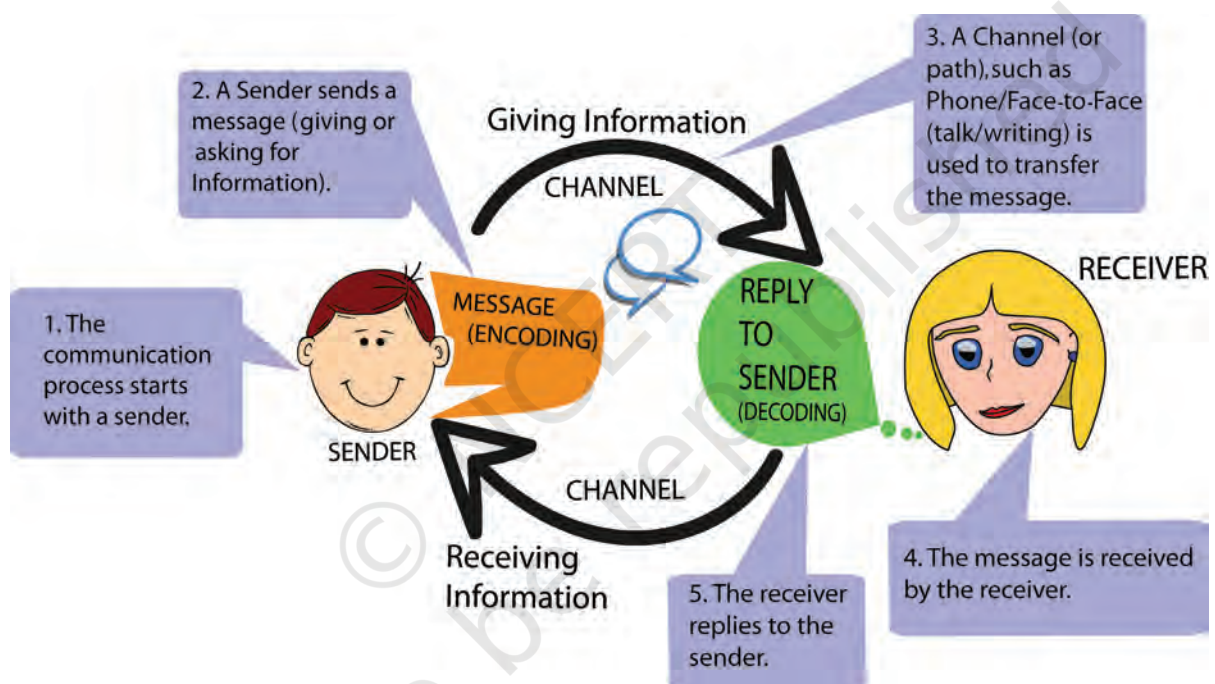 1. The
communication
process starts
with a sender.
2. A Sender sends a
message (giving or
asking for
Information).
Giving Information
CHANNEL
3. A Channel (or
path),such as
Phone/Face-to-Face
(talk/writing) is
used to transfer
the message.
MESSAGE
(ENCODING)
SENDER
REPLY
TO
SENDER
(DECODING)
RECEIVER
4. The message is received
by the receiver.
CHANNEL
Receiving
Information
5. The receiver
replies to the
sender.
© NCERT
be republished